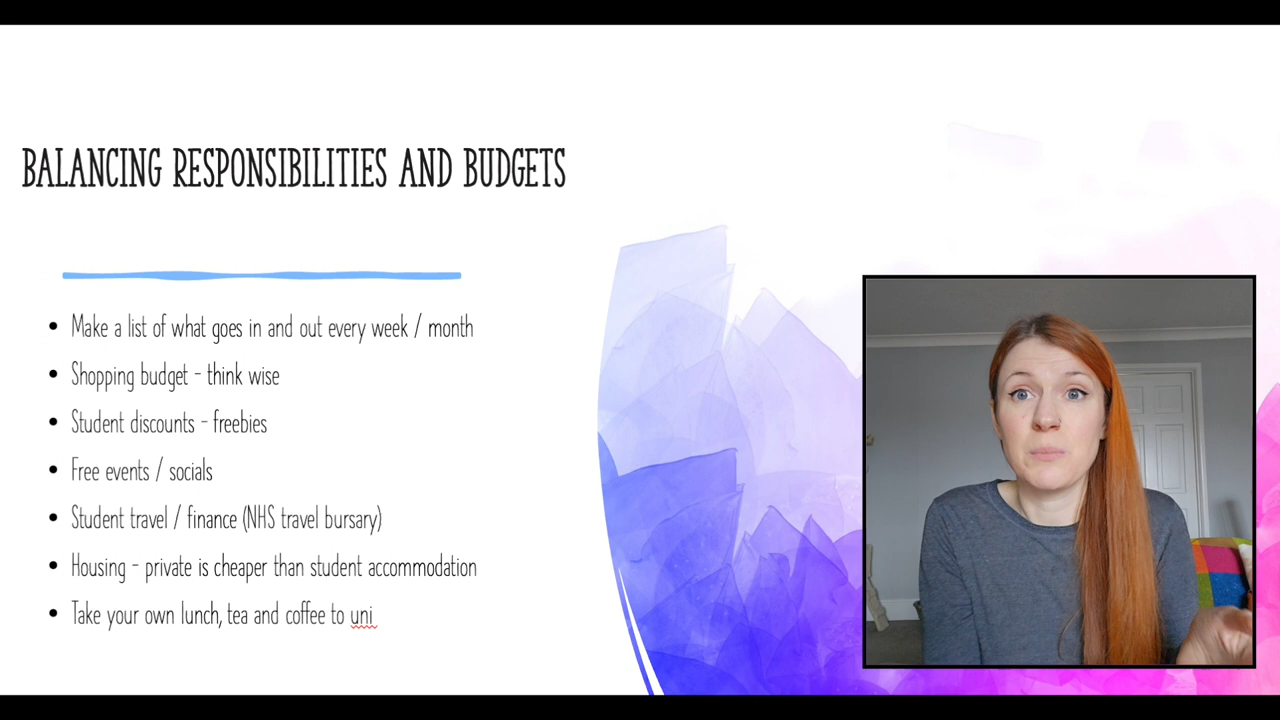 BALANCING RESPONSIBILITIES AND BUDGETS
• Make a list of what goes in and out every week / month
• Shopping budget - think wise
• Student discounts - freebies
• Free events / socials
• Student travel / finance (NHS travel bursary)
• Housing - private is cheaper than student accommodation
• Take your own lunch, tea and coffee to uni